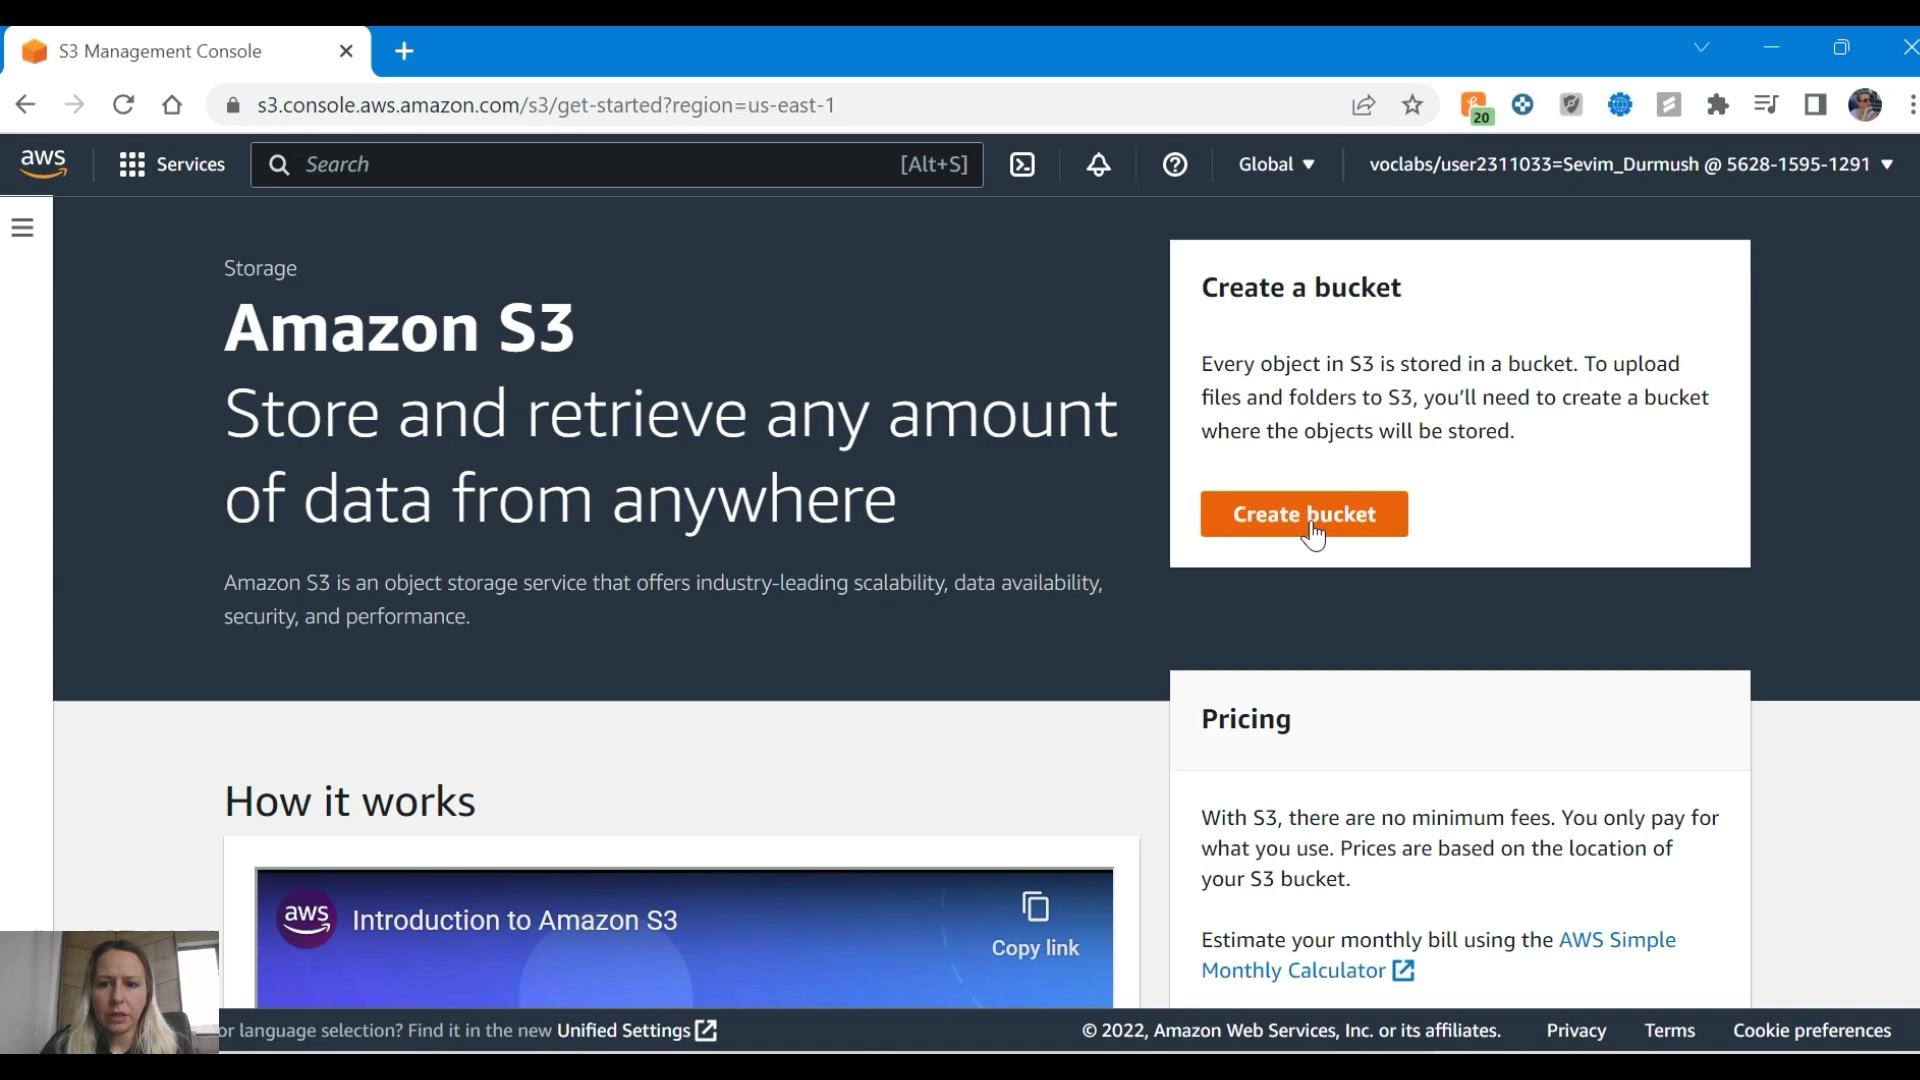 S3 Management Console
s3.console.aws.amazon.com/s3/get-started?region=us-east-1
20
aws
Services
Search
[Alt+S]
Global
voclabs/user2311033=Sevim_Durmush @ 5628-1595-1291
Storage
Amazon S3
Store and retrieve any amount
of data from anywhere
Amazon S3 is an object storage service that offers industry-leading scalability, data availability,
security, and performance.
Create a bucket
Every object in S3 is stored in a bucket. To upload
files and folders to S3, you'll need to create a bucket
where the objects will be stored.
Create bucket
Pricing
With S3, there are no minimum fees. You only pay for
what you use. Prices are based on the location of
your S3 bucket.
Estimate your monthly bill using the AWS Simple
Monthly Calculator
How it works
aws
Introduction to Amazon S3
Copy link
or language selection? Find it in the new Unified Settings
© 2022, Amazon Web Services, Inc. or its affiliates.
Privacy
Terms
Cookie preferences